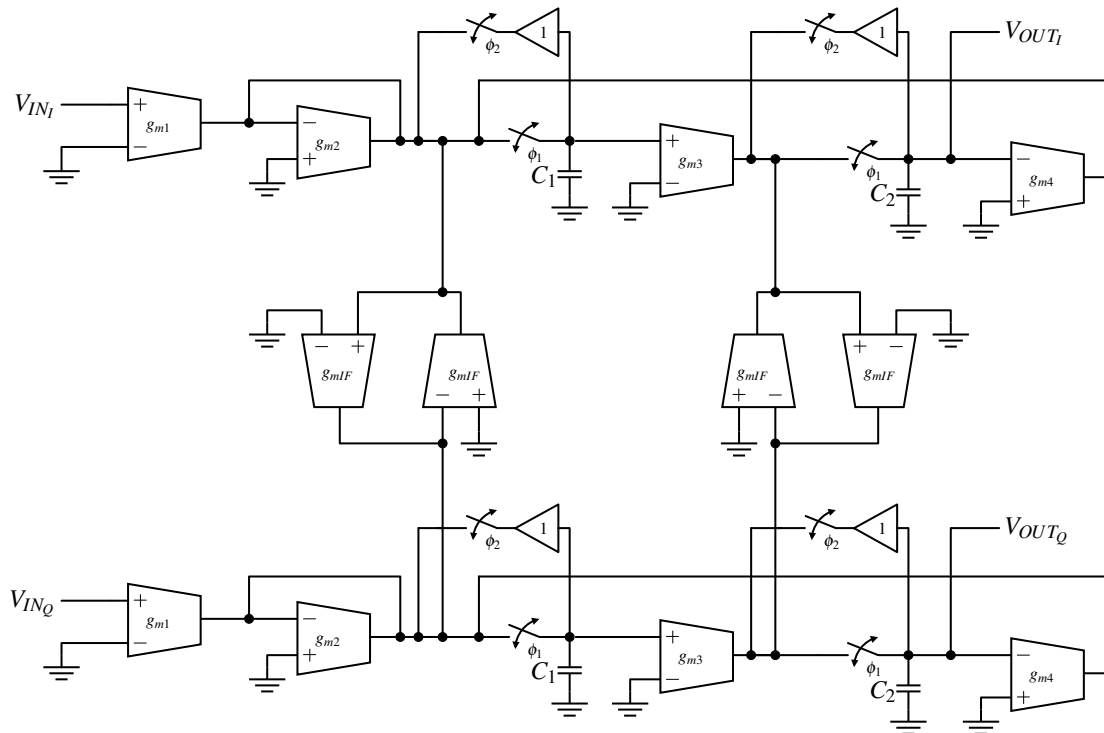 1 1 V_{OUT_I}
ϕ_2 ϕ_2
V_{IN_I} + g_{m1} −
− g_{m2} +
ϕ_1 C_1
+ g_{m3} −
ϕ_1 C_2
− g_{m4} +
− + g_{mIF}
g_{mIF} − +
g_{mIF} + −
+ − g_{mIF}
1 1 V_{OUT_Q}
ϕ_2 ϕ_2
V_{IN_Q} + g_{m1} −
− g_{m2} +
ϕ_1 C_1
+ g_{m3} −
ϕ_1 C_2
− g_{m4} +